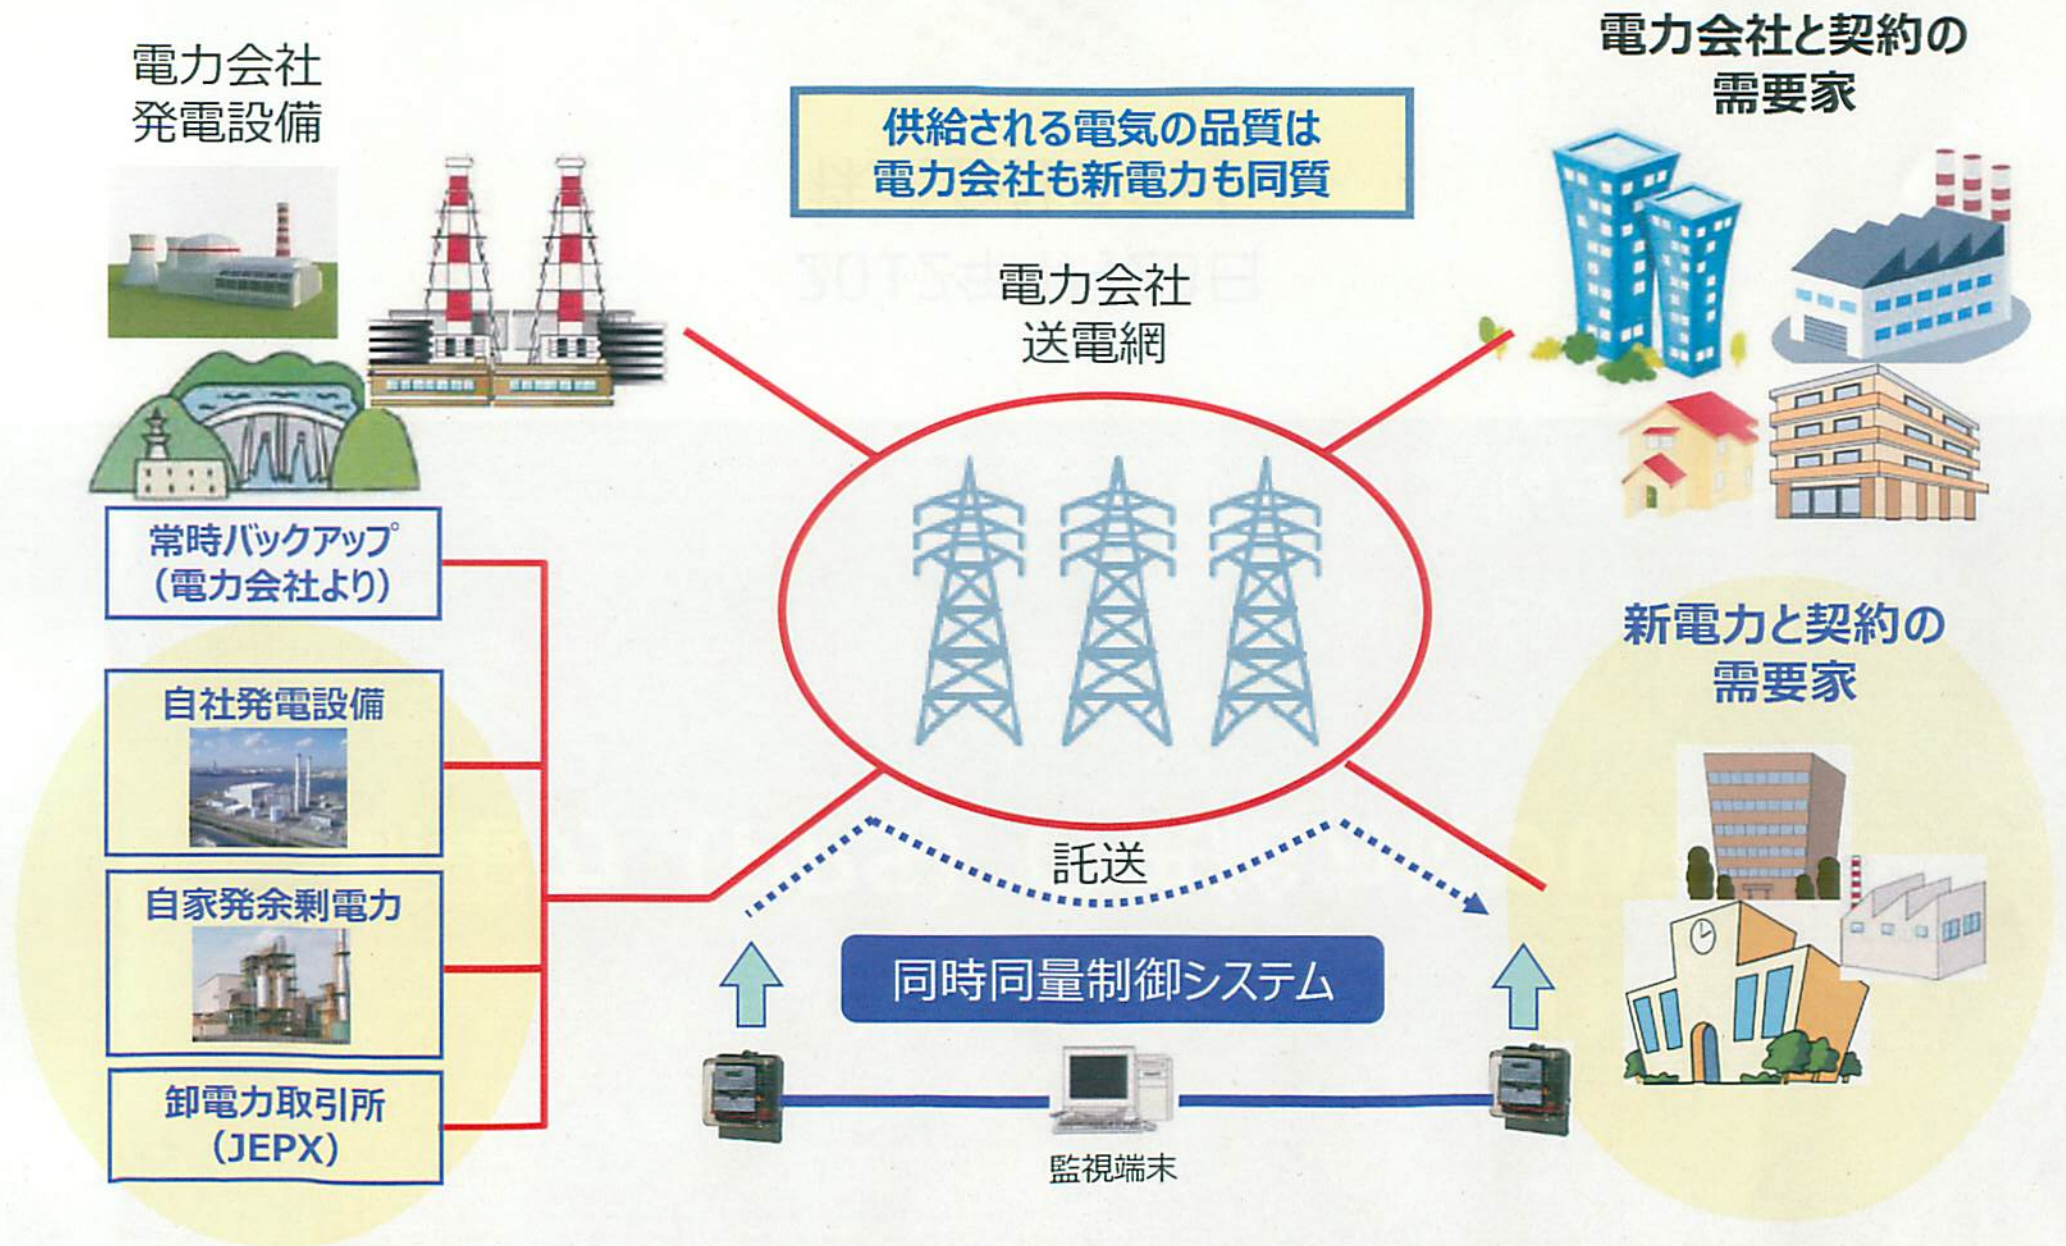 電力会社
発電設備
供給される電気の品質は
電力会社も新電力も同質
電力会社と契約の
需要家
電力会社
送電網
常時バックアップ
(電力会社より)
自社発電設備
自家発余剰電力
卸電力取引所
(JEPX)
託送
同時同量制御システム
監視端末
新電力と契約の
需要家